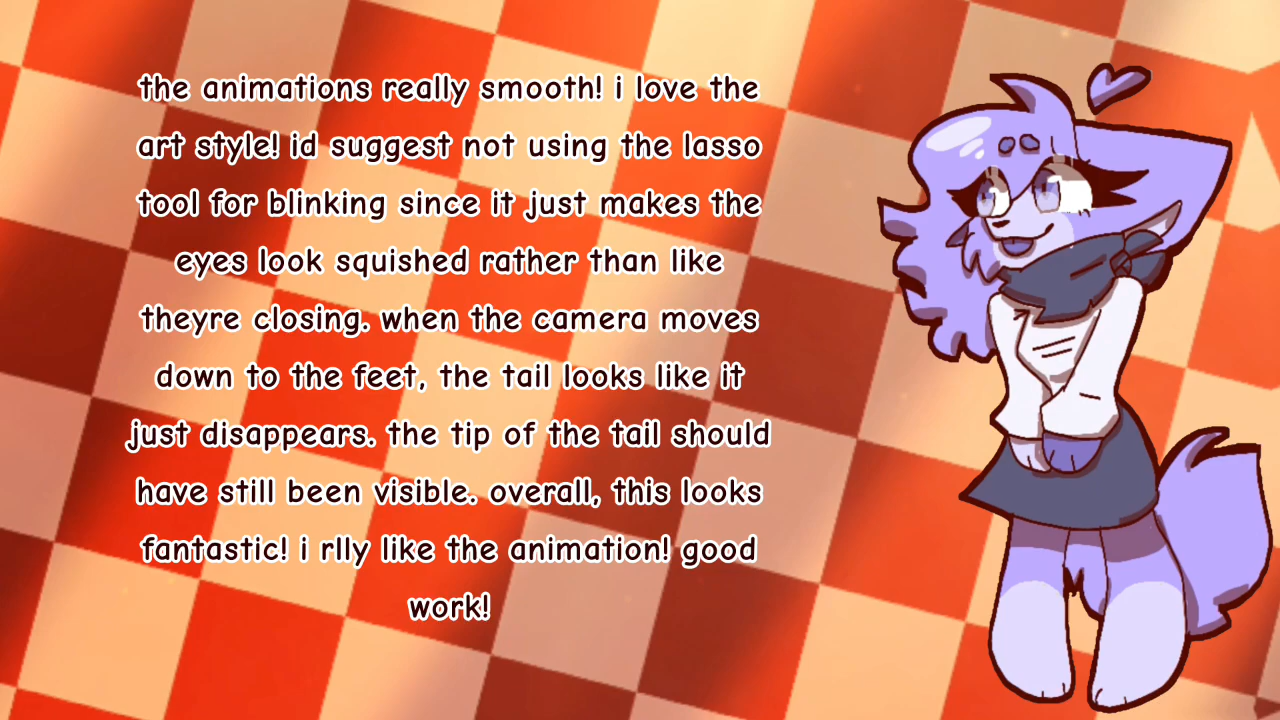 the animations really smooth! i love the
art style! id suggest not using the lasso
tool for blinking since it just makes the
eyes look squished rather than like
theyre closing. when the camera moves
down to the feet, the tail looks like it
just disappears. the tip of the tail should
have still been visible. overall, this looks
fantastic! i rlly like the animation! good
work!